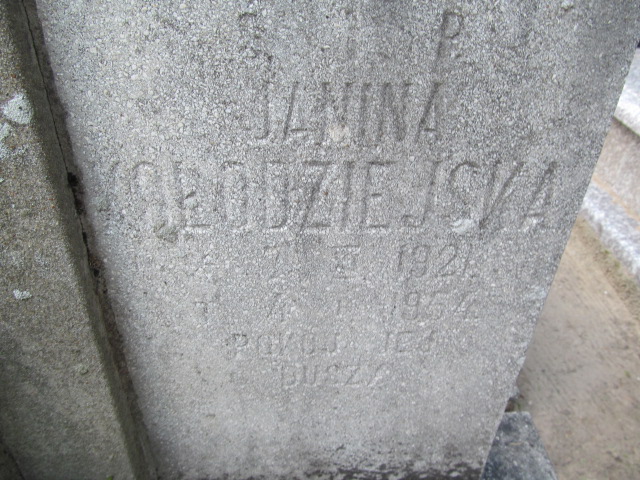 Ś. P.
JANINA
KOŁODZIEJSKA
1921
1954
POKÓJ JEJ
DUSZY